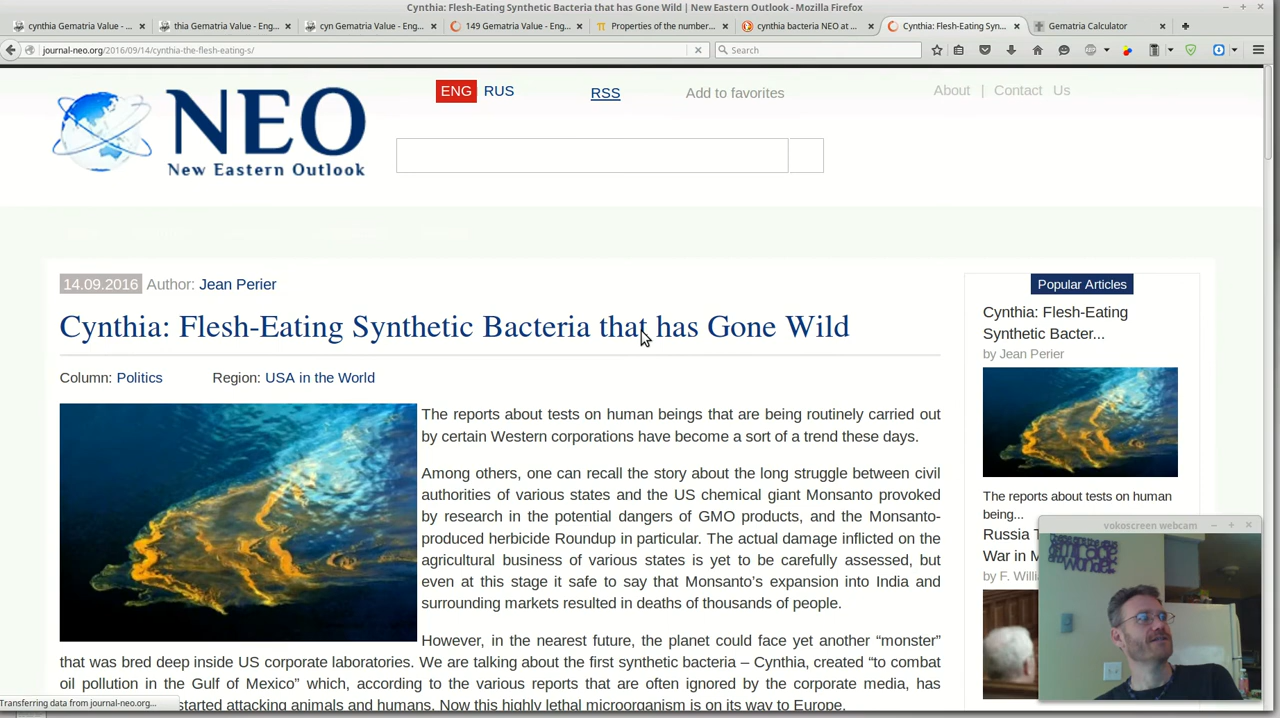 Cynthia: Flesh-Eating Synthetic Bacteria that has Gone Wild | New Eastern Outlook - Mozilla Firefox
cynthia Gematria Value - ...
thia Gematria Value - Eng...
cyn Gematria Value - Eng...
149 Gematria Value - Eng...
Properties of the number...
cynthia bacteria NEO at ...
Cynthia: Flesh-Eating Syn...
Gematria Calculator
journal-neo.org/2016/09/14/cynthia-the-flesh-eating-s/
Search
ENG RUS
RSS
Add to favorites
About | Contact Us
NEO
New Eastern Outlook
14.09.2016 Author: Jean Perier
Cynthia: Flesh-Eating Synthetic Bacteria that has Gone Wild
Column: Politics Region: USA in the World
The reports about tests on human beings that are being routinely carried out
by certain Western corporations have become a sort of a trend these days.
Among others, one can recall the story about the long struggle between civil
authorities of various states and the US chemical giant Monsanto provoked
by research in the potential dangers of GMO products, and the Monsanto-
produced herbicide Roundup in particular. The actual damage inflicted on the
agricultural business of various states is yet to be carefully assessed, but
even at this stage it safe to say that Monsanto’s expansion into India and
surrounding markets resulted in deaths of thousands of people.
However, in the nearest future, the planet could face yet another “monster”
that was bred deep inside US corporate laboratories. We are talking about the first synthetic bacteria – Cynthia, created “to combat
oil pollution in the Gulf of Mexico” which, according to the various reports that are often ignored by the corporate media, has
started attacking animals and humans. Now this highly lethal microorganism is on its way to Europe.
Transferring data from journal-neo.org...
Popular Articles
Cynthia: Flesh-Eating
Synthetic Bacter...
by Jean Perier
The reports about tests on human
being...
Russia
War in M
by F. Willi
vokoscreen webcam